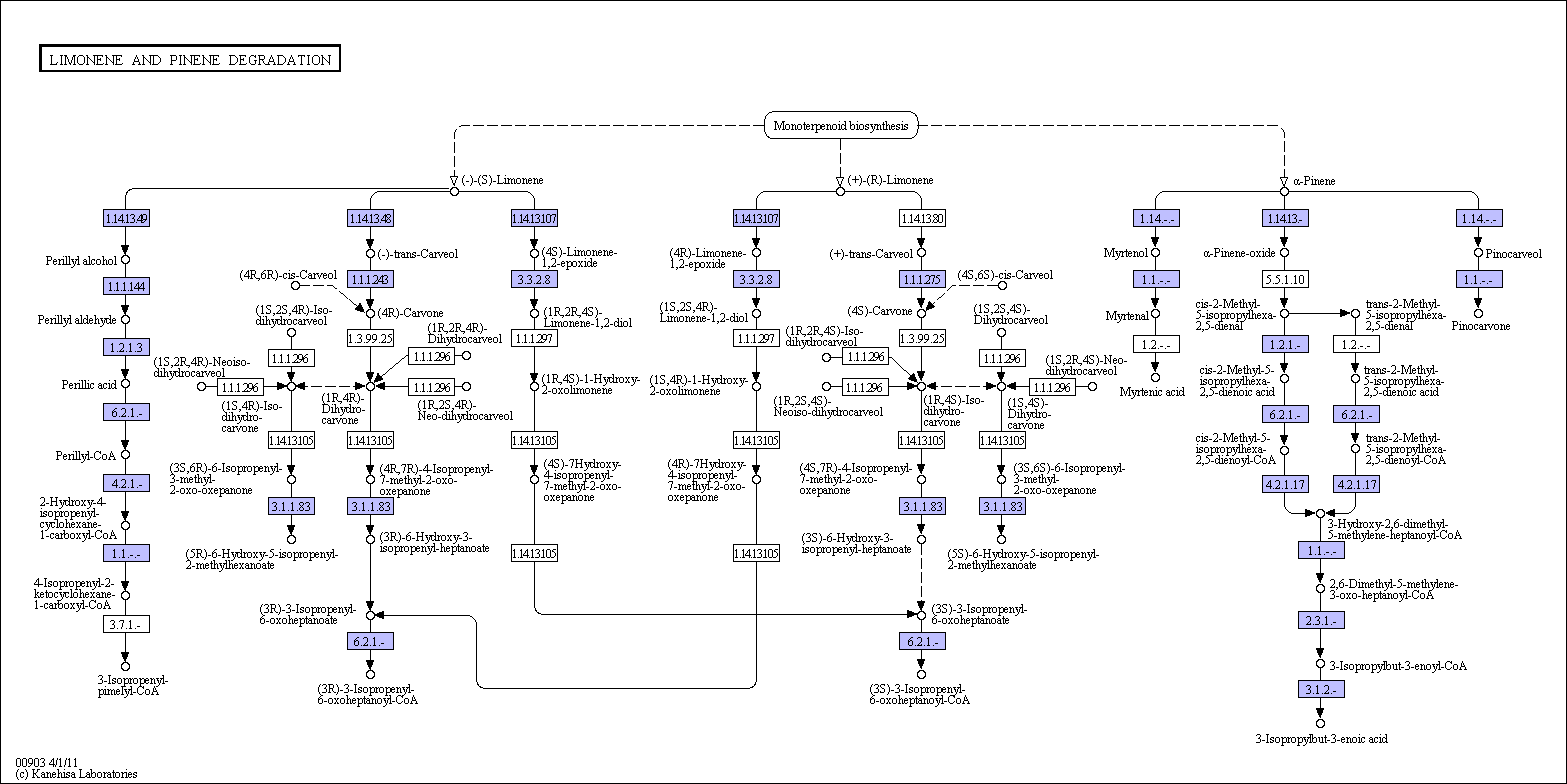 LIMONENE AND PINENE DEGRADATION
Monoterpenoid biosynthesis
(-)-(S)-Limonene
(+)-(R)-Limonene
α-Pinene
1.14.13.49
1.14.13.48
1.14.13.107
1.14.13.107
1.14.13.80
1.14.-.-
1.14.13.-
1.14.-.-
Perillyl alcohol
(-)-trans-Carveol
(4S)-Limonene-
1,2-epoxide
(4R)-Limonene-
1,2-epoxide
(+)-trans-Carveol
Myrtenol
α-Pinene-oxide
Pinocarveol
(4R,6R)-cis-Carveol
(4S,6S)-cis-Carveol
1.1.1.144
1.1.1.243
3.3.2.8
3.3.2.8
1.1.1.275
1.1.-.-
5.5.1.10
1.1.-.-
Perillyl aldehyde
(1S,2S,4R)-Iso-
dihydrocarveol
(4R)-Carvone
(1R,2R,4S)-
Limonene-1,2-diol
(1S,2S,4R)-
Limonene-1,2-diol
(4S)-Carvone
(1S,2S,4S)-
Dihydrocarveol
Myrtenal
cis-2-Methyl-
5-isopropylhexa-
2,5-dienal
trans-2-Methyl-
5-isopropylhexa-
2,5-dienal
Pinocarvone
(1R,2R,4R)-
Dihydrocarveol
(1R,2R,4S)-Iso-
dihydrocarveol
1.2.1.3
1.3.99.25
1.1.1.297
1.1.1.297
1.3.99.25
1.2.-.-
1.2.1.-
1.2.-.-
1.1.1.296
1.1.1.296
1.1.1.296
1.1.1.296
(1S,2R,4R)-Neoiso-
dihydrocarveol
(1S,2R,4S)-Neo-
dihydrocarveol
Perillic acid
1.1.1.296
1.1.1.296
1.1.1.296
1.1.1.296
(1R,4S)-1-Hydroxy-
2-oxolimonene
(1S,4R)-1-Hydroxy-
2-oxolimonene
Myrtenic acid
cis-2-Methyl-5-
isopropylhexa-
2,5-dienoic acid
trans-2-Methyl-
5-isopropylhexa-
2,5-dienoic acid
(1S,4R)-Iso-
dihydro-
carvone
(1R,4R)-
Dihydro-
carvone
(1R,2S,4R)-
Neo-dihydrocarveol
(1R,2S,4S)-
Neoiso-dihydrocarveol
(1R,4S)-Iso-
dihydro-
carvone
(1S,4S)-
Dihydro-
carvone
6.2.1.-
6.2.1.-
6.2.1.-
1.14.13.105
1.14.13.105
1.14.13.105
1.14.13.105
1.14.13.105
1.14.13.105
Perillyl-CoA
(3S,6R)-6-Isopropenyl-
3-methyl-
2-oxo-oxepanone
(4R,7R)-4-Isopropenyl-
7-methyl-2-oxo-
oxepanone
(4S)-7Hydroxy-
4-isopropenyl-
7-methyl-2-oxo-
oxepanone
(4R)-7Hydroxy-
4-isopropenyl-
7-methyl-2-oxo-
oxepanone
(4S,7R)-4-Isopropenyl-
7-methyl-2-oxo-
oxepanone
(3S,6S)-6-Isopropenyl-
3-methyl-
2-oxo-oxepanone
cis-2-Methyl-5-
isopropylhexa-
2,5-dienoyl-CoA
trans-2-Methyl-
5-isopropylhexa-
2,5-dienoyl-CoA
4.2.1.-
4.2.1.17
4.2.1.17
3.1.1.83
3.1.1.83
3.1.1.83
3.1.1.83
2-Hydroxy-4-
isopropenyl-
cyclohexane-
1-carboxyl-CoA
(5R)-6-Hydroxy-5-isopropenyl-
2-methylhexanoate
(3R)-6-Hydroxy-3-
isopropenyl-heptanoate
(3S)-6-Hydroxy-3-
isopropenyl-heptanoate
(5S)-6-Hydroxy-5-isopropenyl-
2-methylhexanoate
3-Hydroxy-2,6-dimethyl-
5-methylene-heptanoyl-CoA
1.1.-.-
1.14.13.105
1.14.13.105
1.1.-.-
4-Isopropenyl-2-
ketocyclohexane-
1-carboxyl-CoA
2,6-Dimethyl-5-methylene-
3-oxo-heptanoyl-CoA
(3R)-3-Isopropenyl-
6-oxoheptanoate
(3S)-3-Isopropenyl-
6-oxoheptanoate
3.7.1.-
2.3.1.-
6.2.1.-
6.2.1.-
3-Isopropenyl-
pimelyl-CoA
3-Isopropylbut-3-enoyl-CoA
(3R)-3-Isopropenyl-
6-oxoheptanoyl-CoA
(3S)-3-Isopropenyl-
6-oxoheptanoyl-CoA
3.1.2.-
3-Isopropylbut-3-enoic acid
00903 4/1/11
(c) Kanehisa Laboratories